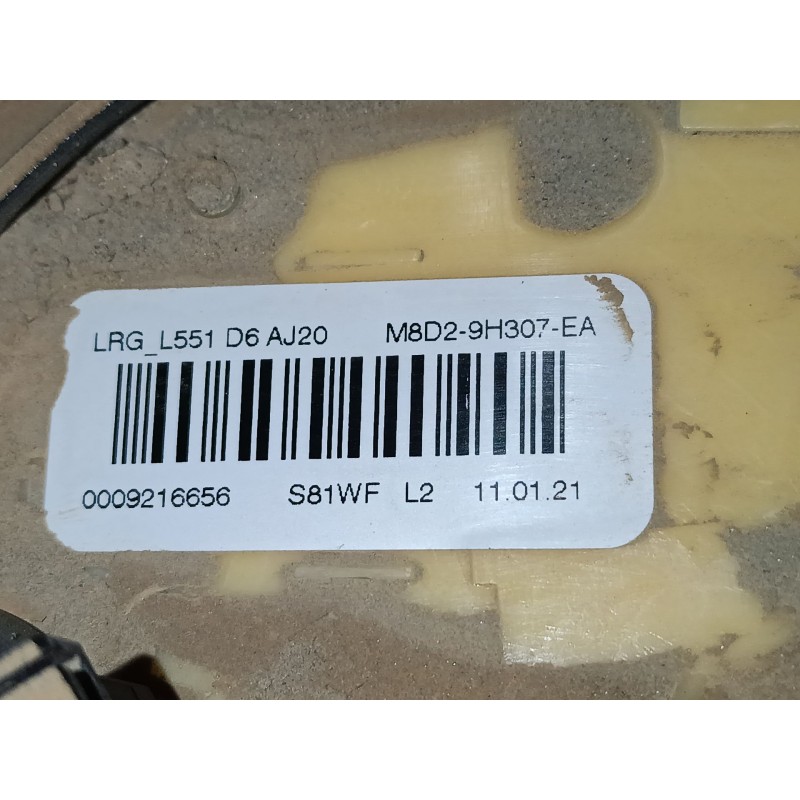 LRG_L551 D6 AJ20 M8D2-9H307-EA
0009216656 S81WF L2 11.01.21